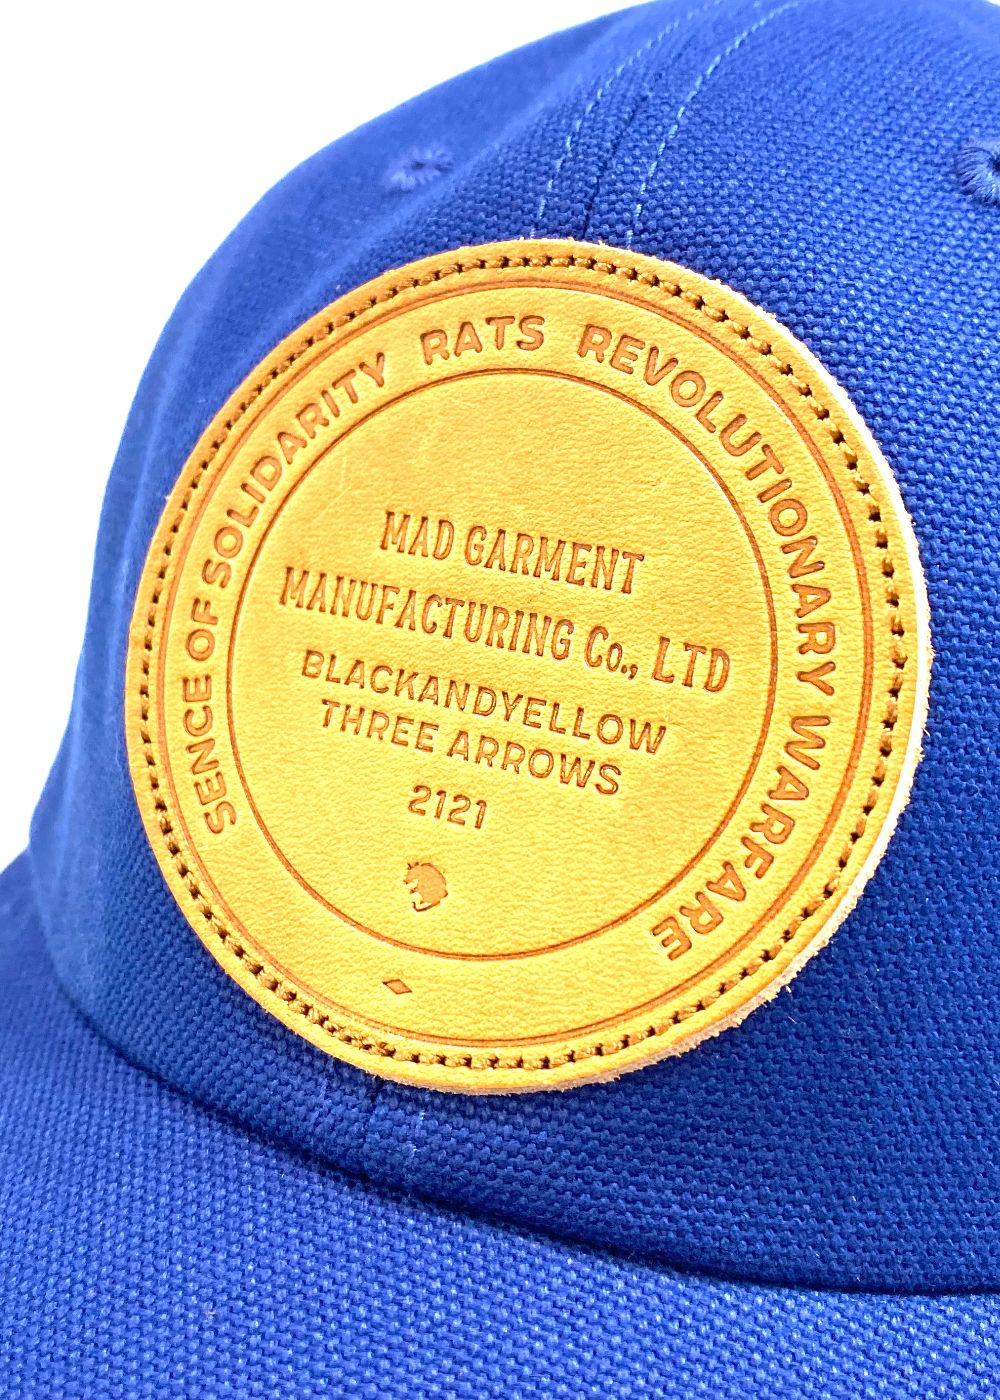 SENCE OF SOLIDARITY RATS REVOLUTIONARY WARFARE
MAD GARMENT
MANUFACTURING Co., LTD
BLACKANDYELLOW
THREE ARROWS
2121